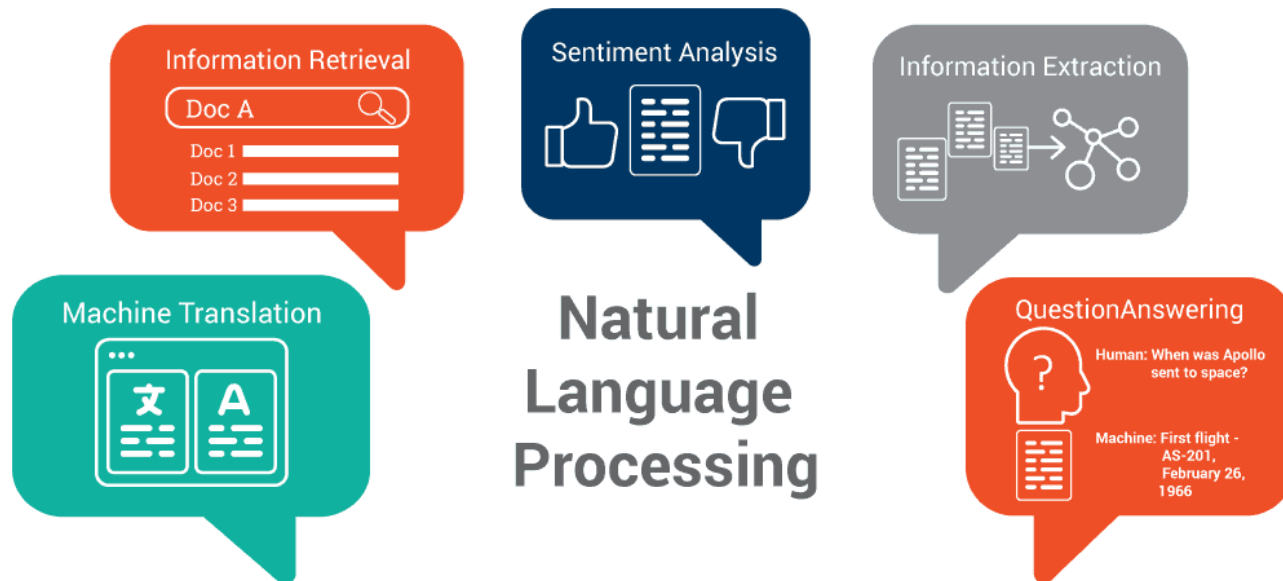 Information Retrieval
Doc A
Doc 1
Doc 2
Doc 3
Sentiment Analysis
Information Extraction
Machine Translation
文
A
Natural
Language
Processing
QuestionAnswering
?
Human: When was Apollo
sent to space?
Machine: First flight -
AS-201,
February 26,
1966